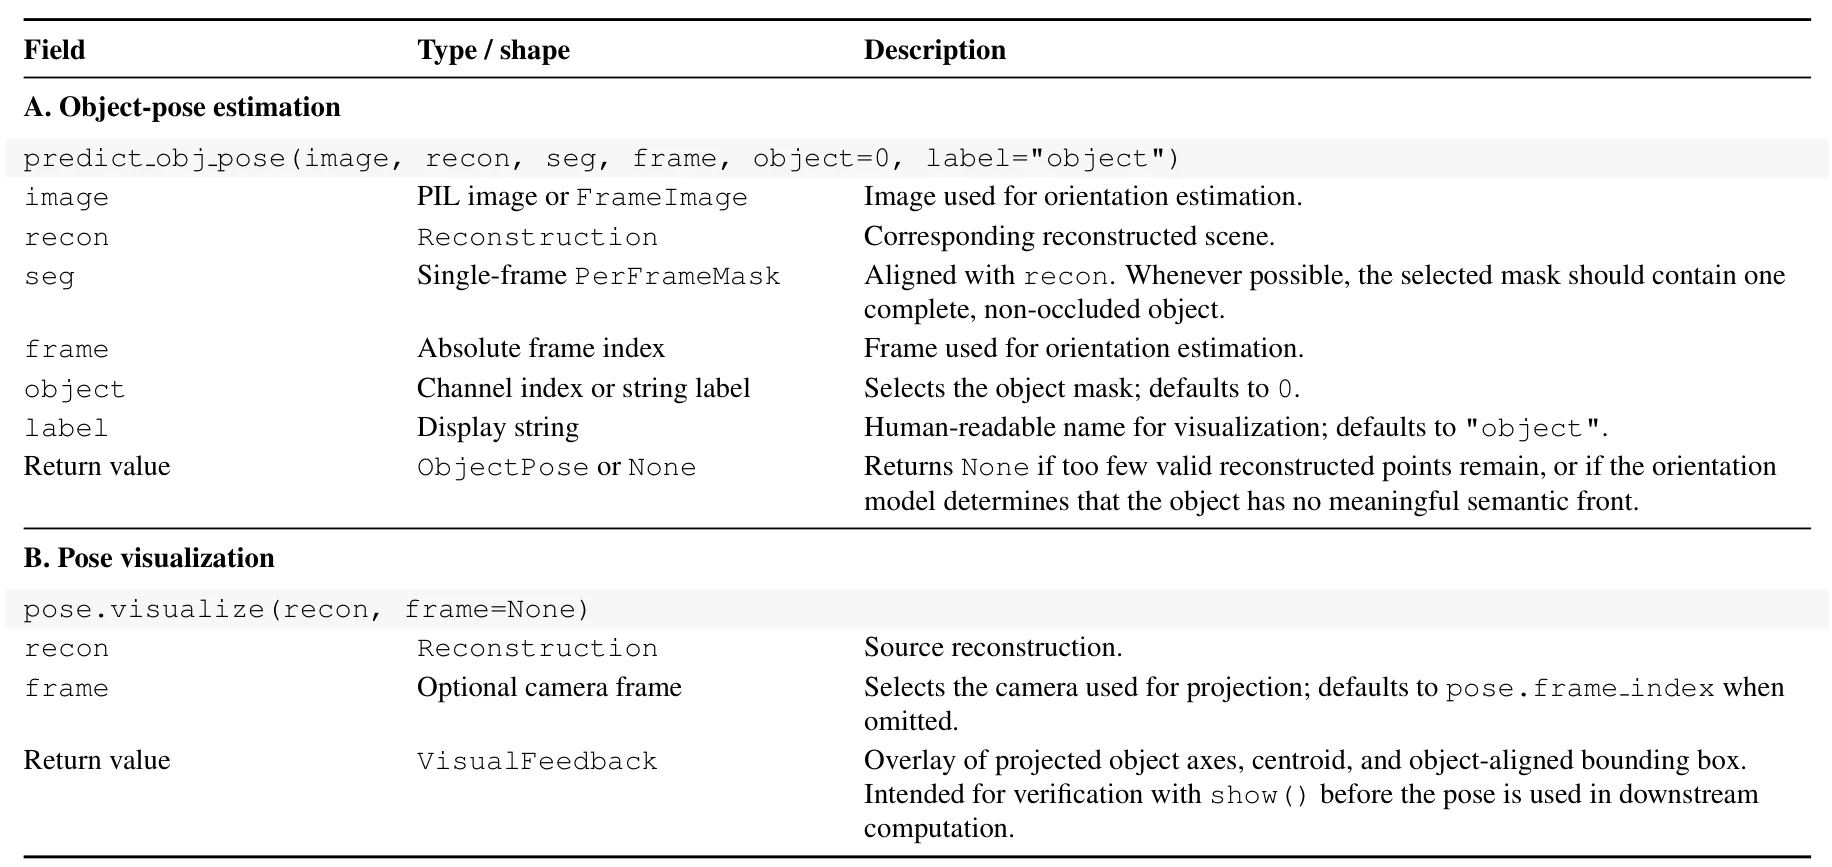 Field Type / shape Description
A. Object-pose estimation
predict_obj_pose(image, recon, seg, frame, object=0, label="object")
image PIL image or FrameImage Image used for orientation estimation.
recon Reconstruction Corresponding reconstructed scene.
seg Single-frame PerFrameMask Aligned with recon. Whenever possible, the selected mask should contain one
complete, non-occluded object.
frame Absolute frame index Frame used for orientation estimation.
object Channel index or string label Selects the object mask; defaults to 0.
label Display string Human-readable name for visualization; defaults to "object".
Return value ObjectPose or None Returns None if too few valid reconstructed points remain, or if the orientation
model determines that the object has no meaningful semantic front.
B. Pose visualization
pose.visualize(recon, frame=None)
recon Reconstruction Source reconstruction.
frame Optional camera frame Selects the camera used for projection; defaults to pose.frame_index when
omitted.
Return value VisualFeedback Overlay of projected object axes, centroid, and object-aligned bounding box.
Intended for verification with show() before the pose is used in downstream
computation.